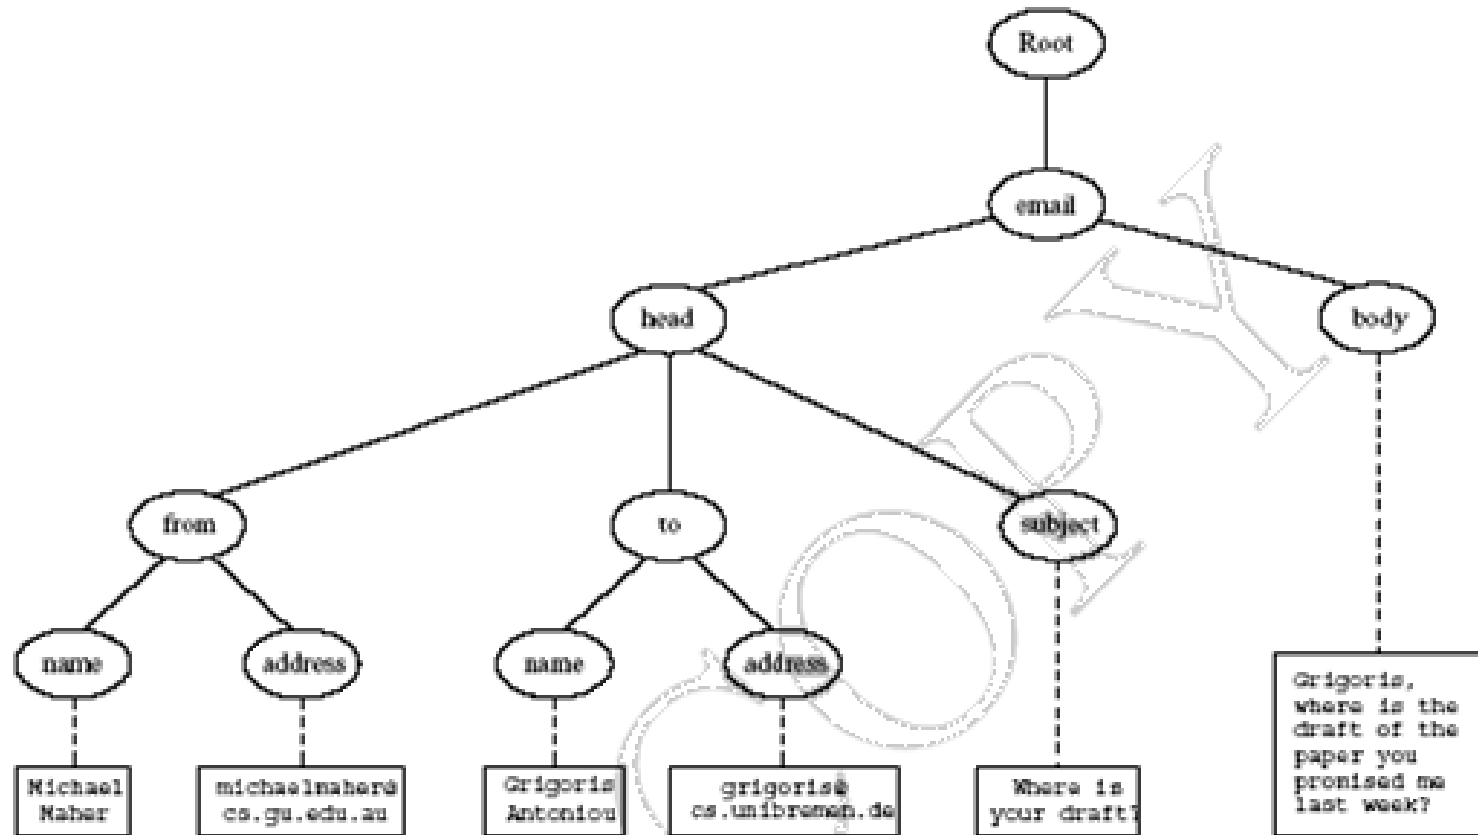 Root
email
head
body
from
to
subject
name
address
name
address
Michael
Maher
michaelmaher@
cs.gu.edu.au
Grigoris
Antoniou
grigoris@
cs.unibremen.de
Where is
your draft?
Grigoris,
where is the
draft of the
paper you
promised me
last week?
COPY